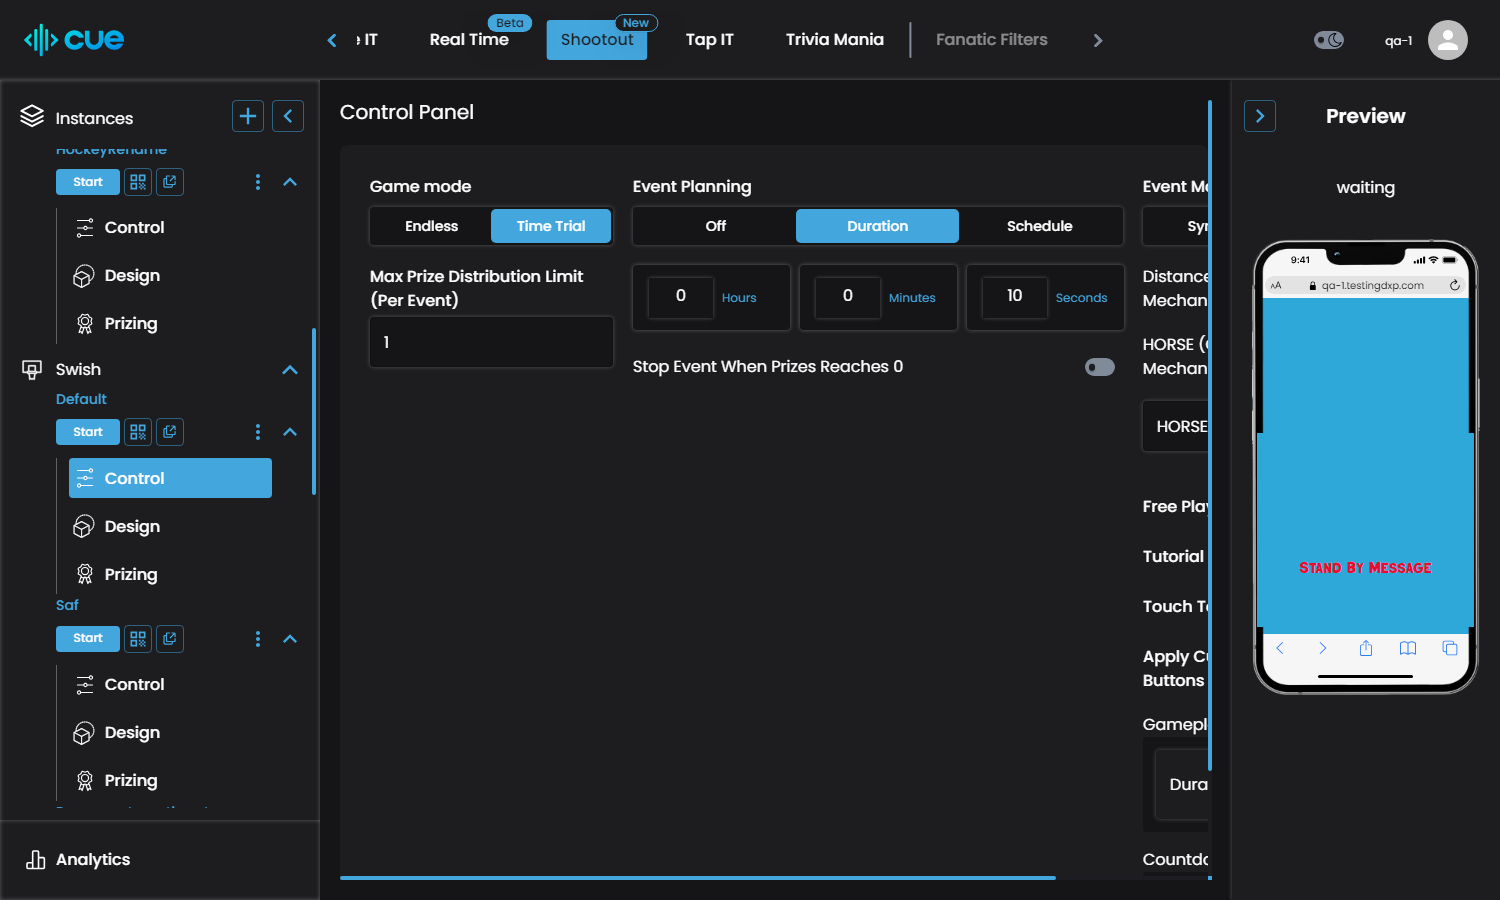 cue
IT
Real Time
Beta
Shootout
New
Tap IT
Trivia Mania
Fanatic Filters
qa-1
Instances
HockeyRename
Start
Control
Design
Prizing
Swish
Default
Start
Control
Design
Prizing
Saf
Start
Control
Design
Prizing
Analytics
Control Panel
Game mode
Endless
Time Trial
Max Prize Distribution Limit
(Per Event)
1
Event Planning
Off
Duration
Schedule
0
Hours
0
Minutes
10
Seconds
Stop Event When Prizes Reaches 0
Event
Distance
Mechan
HORSE
Mechan
HORSE
Free Play
Tutorial
Touch
Apply
Buttons
Gamepl
Dura
Countdo
Preview
waiting
9:41
AA
qa-1.testingdxp.com
Stand By Message